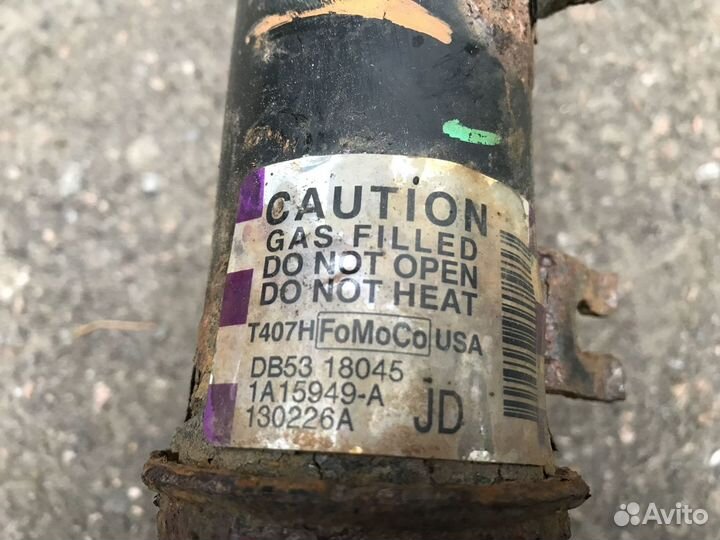 CAUTION
GAS FILLED
DO NOT OPEN
DO NOT HEAT
T407H FoMoCo USA
DB53 18045
1A15949-A JD
130226A
Avito